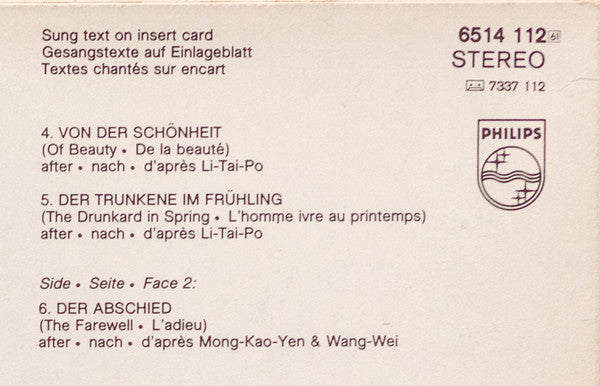 Sung text on insert card
Gesangstexte auf Einlageblatt
Textes chantés sur encart
6514 112 61
STEREO
7337 112
PHILIPS
4. VON DER SCHÖNHEIT
(Of Beauty • De la beauté)
after • nach • d'après Li-Tai-Po
5. DER TRUNKENE IM FRÜHLING
(The Drunkard in Spring • L'homme ivre au printemps)
after • nach • d'après Li-Tai-Po
Side • Seite • Face 2:
6. DER ABSCHIED
(The Farewell • L'adieu)
after • nach • d'après Mong-Kao-Yen & Wang-Wei